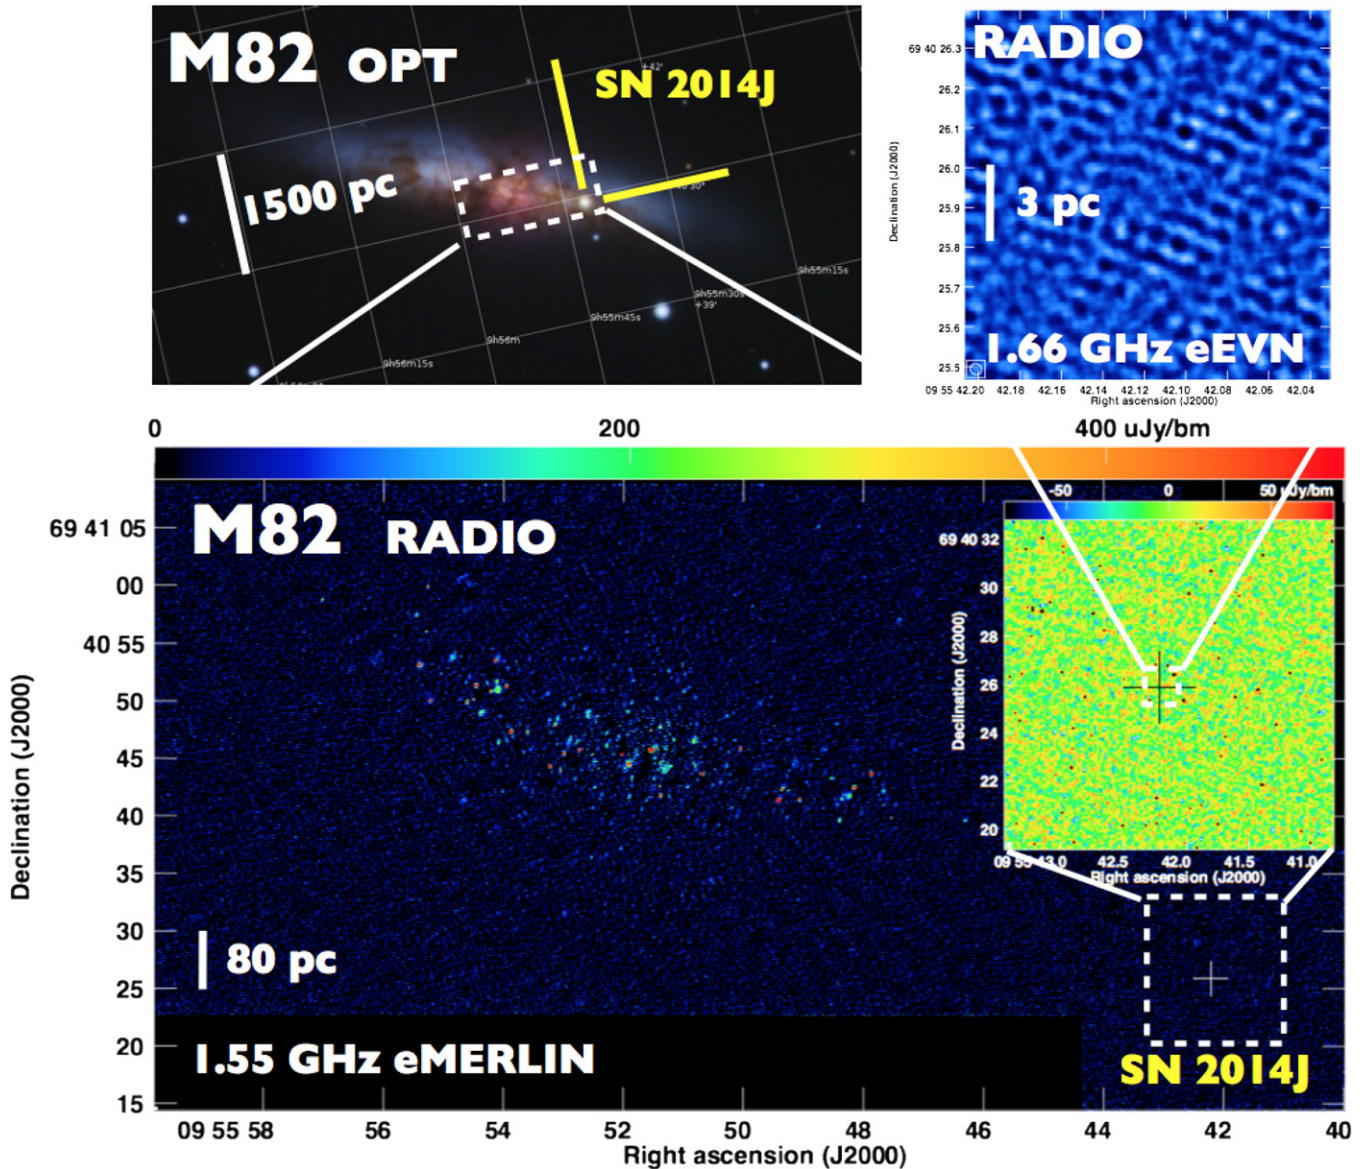 M82 OPT
SN 2014J
+42'
1500 pc
40'30"
9h55m15s
9h55m30s
+39'
9h55m45s
9h56m
9h56m15s
RADIO
69 40 26.3
26.2
26.1
26.0
25.9
25.8
25.7
25.6
25.5
Declination (J2000)
3 pc
1.66 GHz eEVN
09 55 42.20 42.18 42.16 42.14 42.12 42.10 42.08 42.06 42.04
Right ascension (J2000)
0 200 400 uJy/bm
M82 RADIO
69 41 05
00
40 55
50
45
40
35
30
25
20
15
Declination (J2000)
-50 0 50 uJy/bm
69 40 32
30
28
26
24
22
20
Declination (J2000)
09 55 43.0 42.5 42.0 41.5 41.0
Right ascension (J2000)
80 pc
1.55 GHz eMERLIN
SN 2014J
09 55 58 56 54 52 50 48 46 44 42 40
Right ascension (J2000)